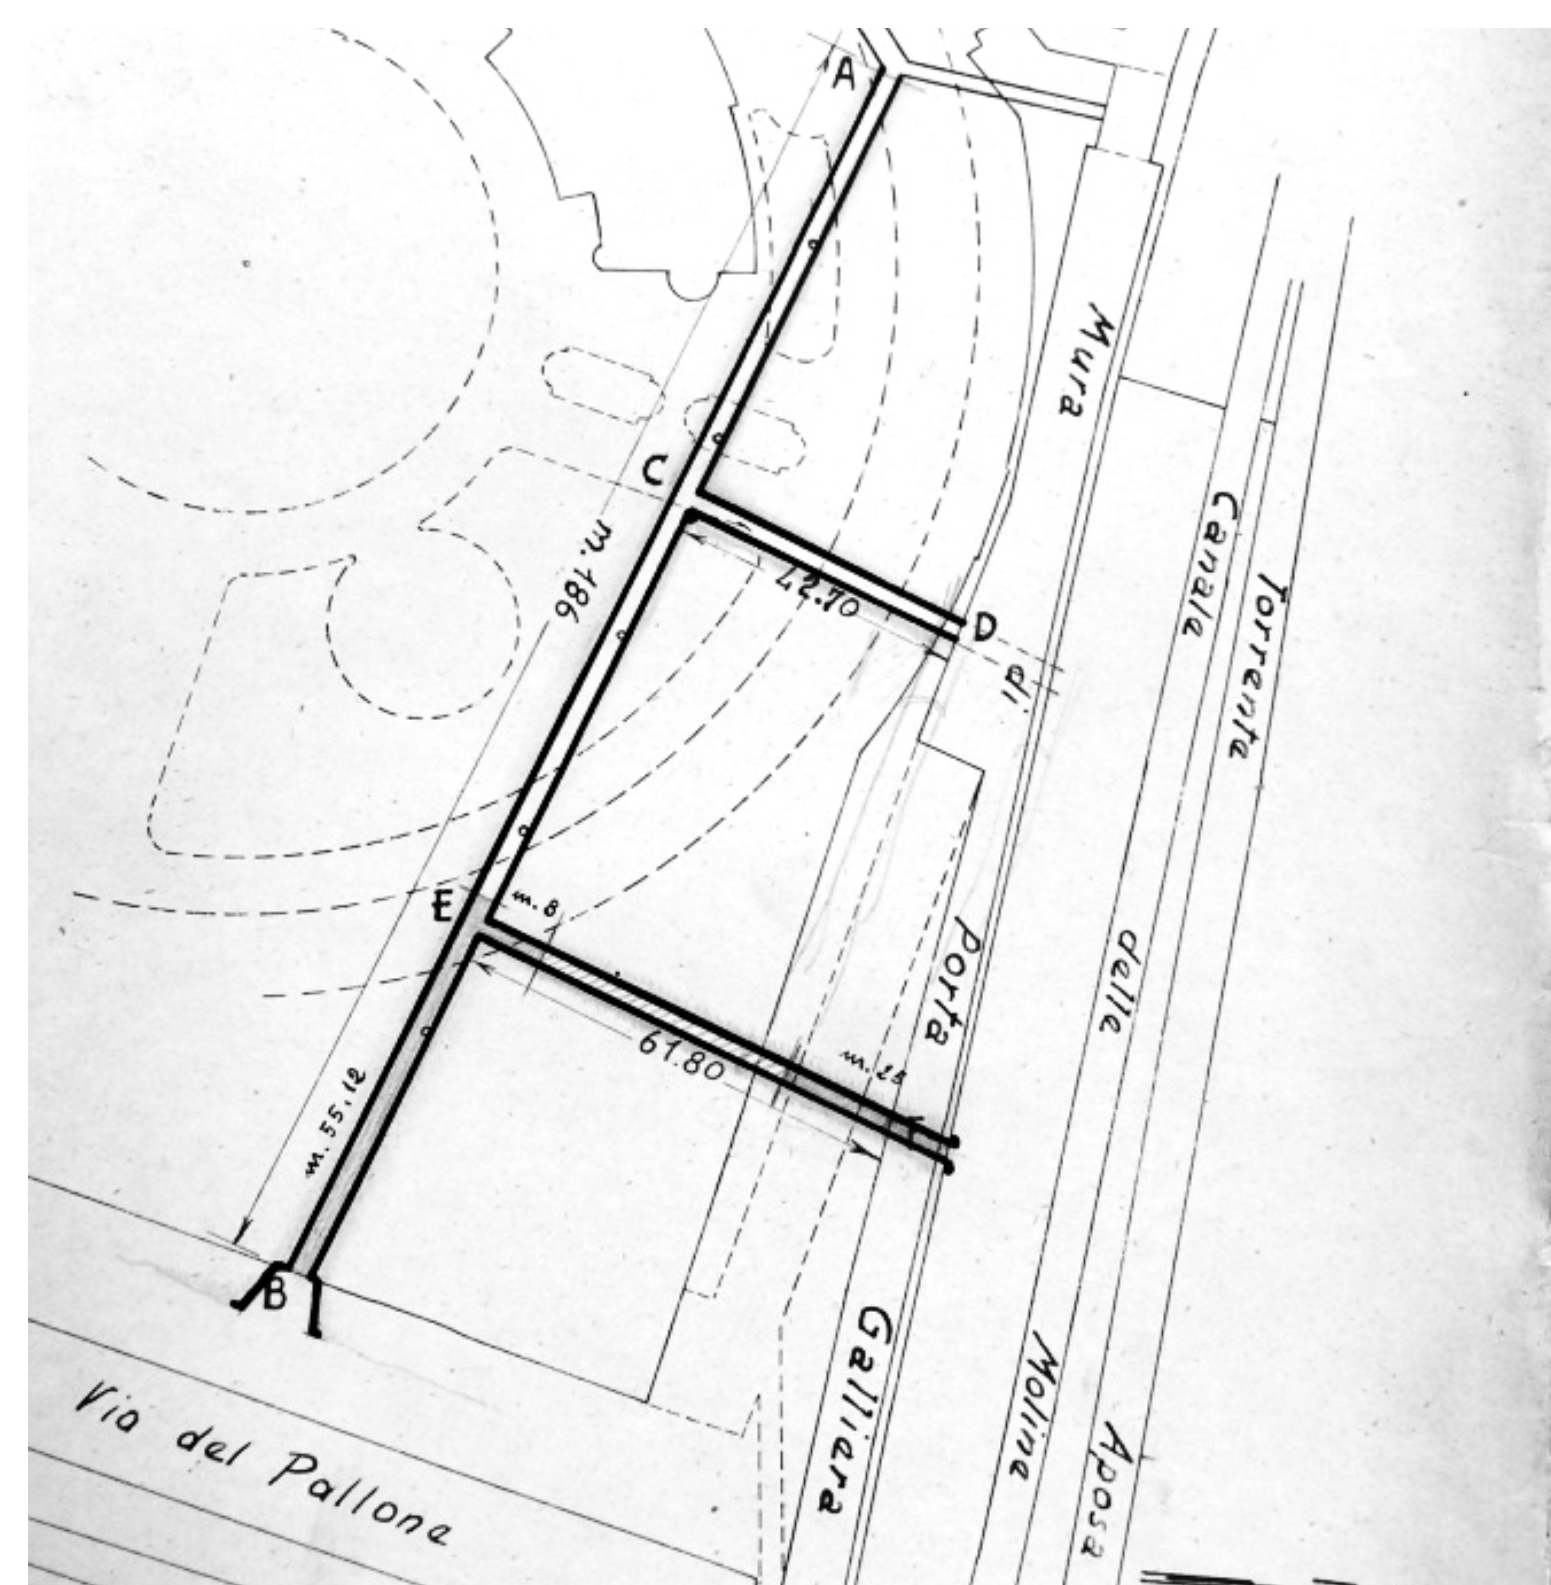 A
Mura
C
m. 186
42.70
D
di
Canale
Torrente
E
m. 8
Porta
delle
61.80
m. 25
F
m. 55.12
B
Galliera
Moline
Aposa
Via del Pallone